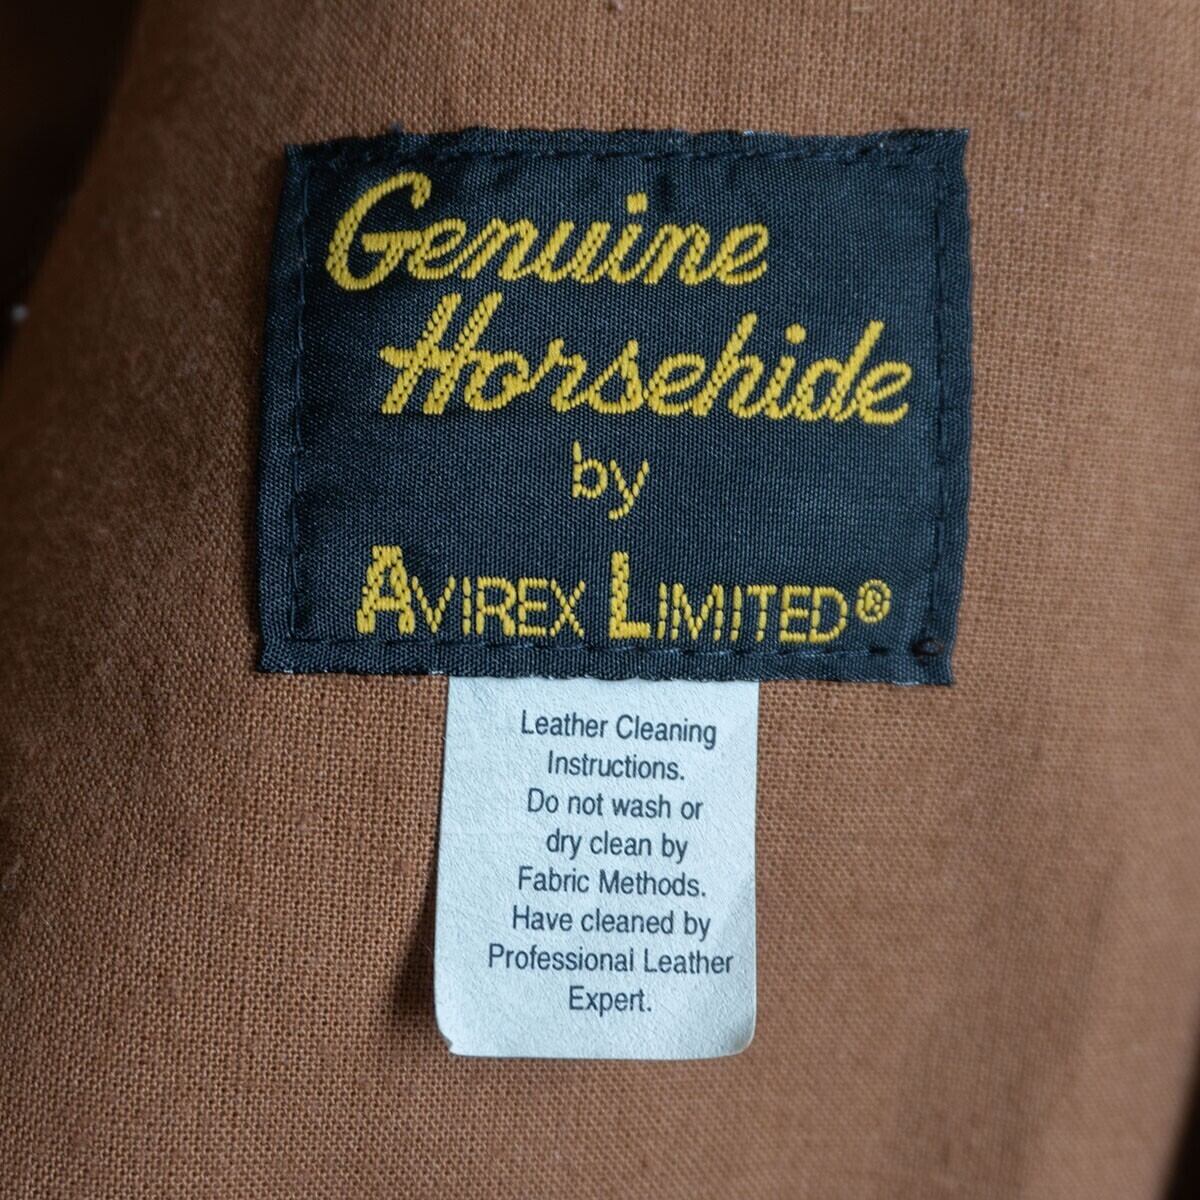 Genuine
Horsehide
by
AVIREX LIMITED®
Leather Cleaning
Instructions.
Do not wash or
dry clean by
Fabric Methods.
Have cleaned by
Professional Leather
Expert.